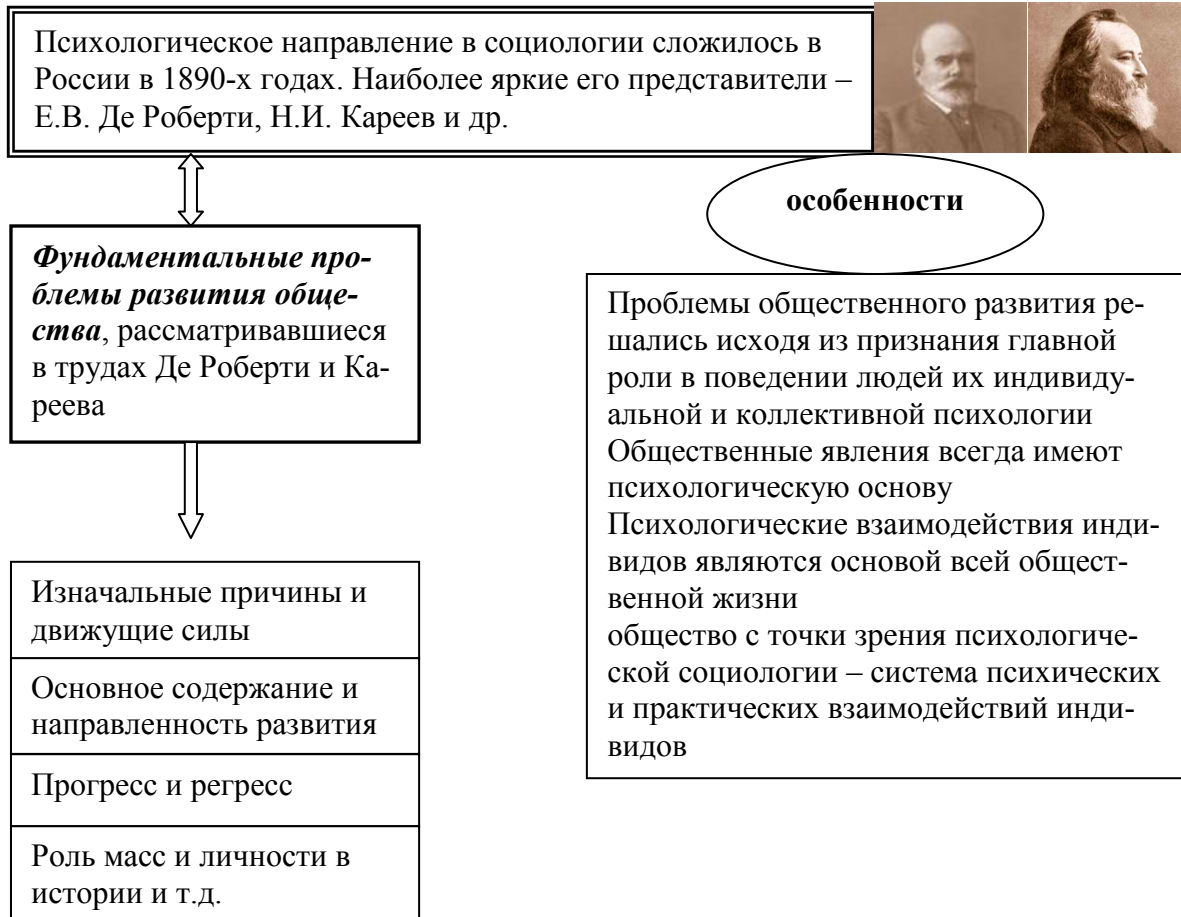 Психологическое направление в социологии сложилось в
России в 1890-х годах. Наиболее яркие его представители –
Е.В. Де Роберти, Н.И. Кареев и др.
особенности
Фундаментальные про-
блемы развития обще-
ства, рассматривавшиеся
в трудах Де Роберти и Ка-
реева
Изначальные причины и
движущие силы
Основное содержание и
направленность развития
Прогресс и регресс
Роль масс и личности в
истории и т.д.
Проблемы общественного развития ре-
шались исходя из признания главной
роли в поведении людей их индивиду-
альной и коллективной психологии
Общественные явления всегда имеют
психологическую основу
Психологические взаимодействия инди-
видов являются основой всей общест-
венной жизни
общество с точки зрения психологиче-
ской социологии – система психических
и практических взаимодействий инди-
видов